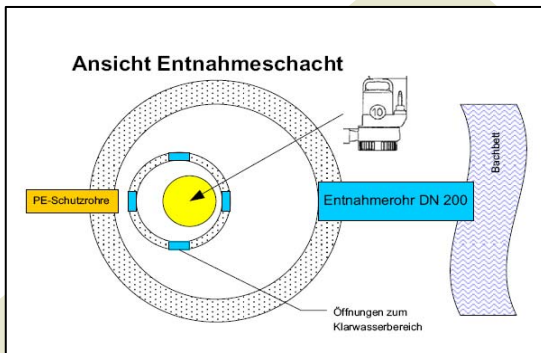 Ansicht Entnahmeschacht
10
Bachbett
PE-Schutzrohre
Entnahmerohr DN 200
Öffnungen zum
Klarwasserbereich